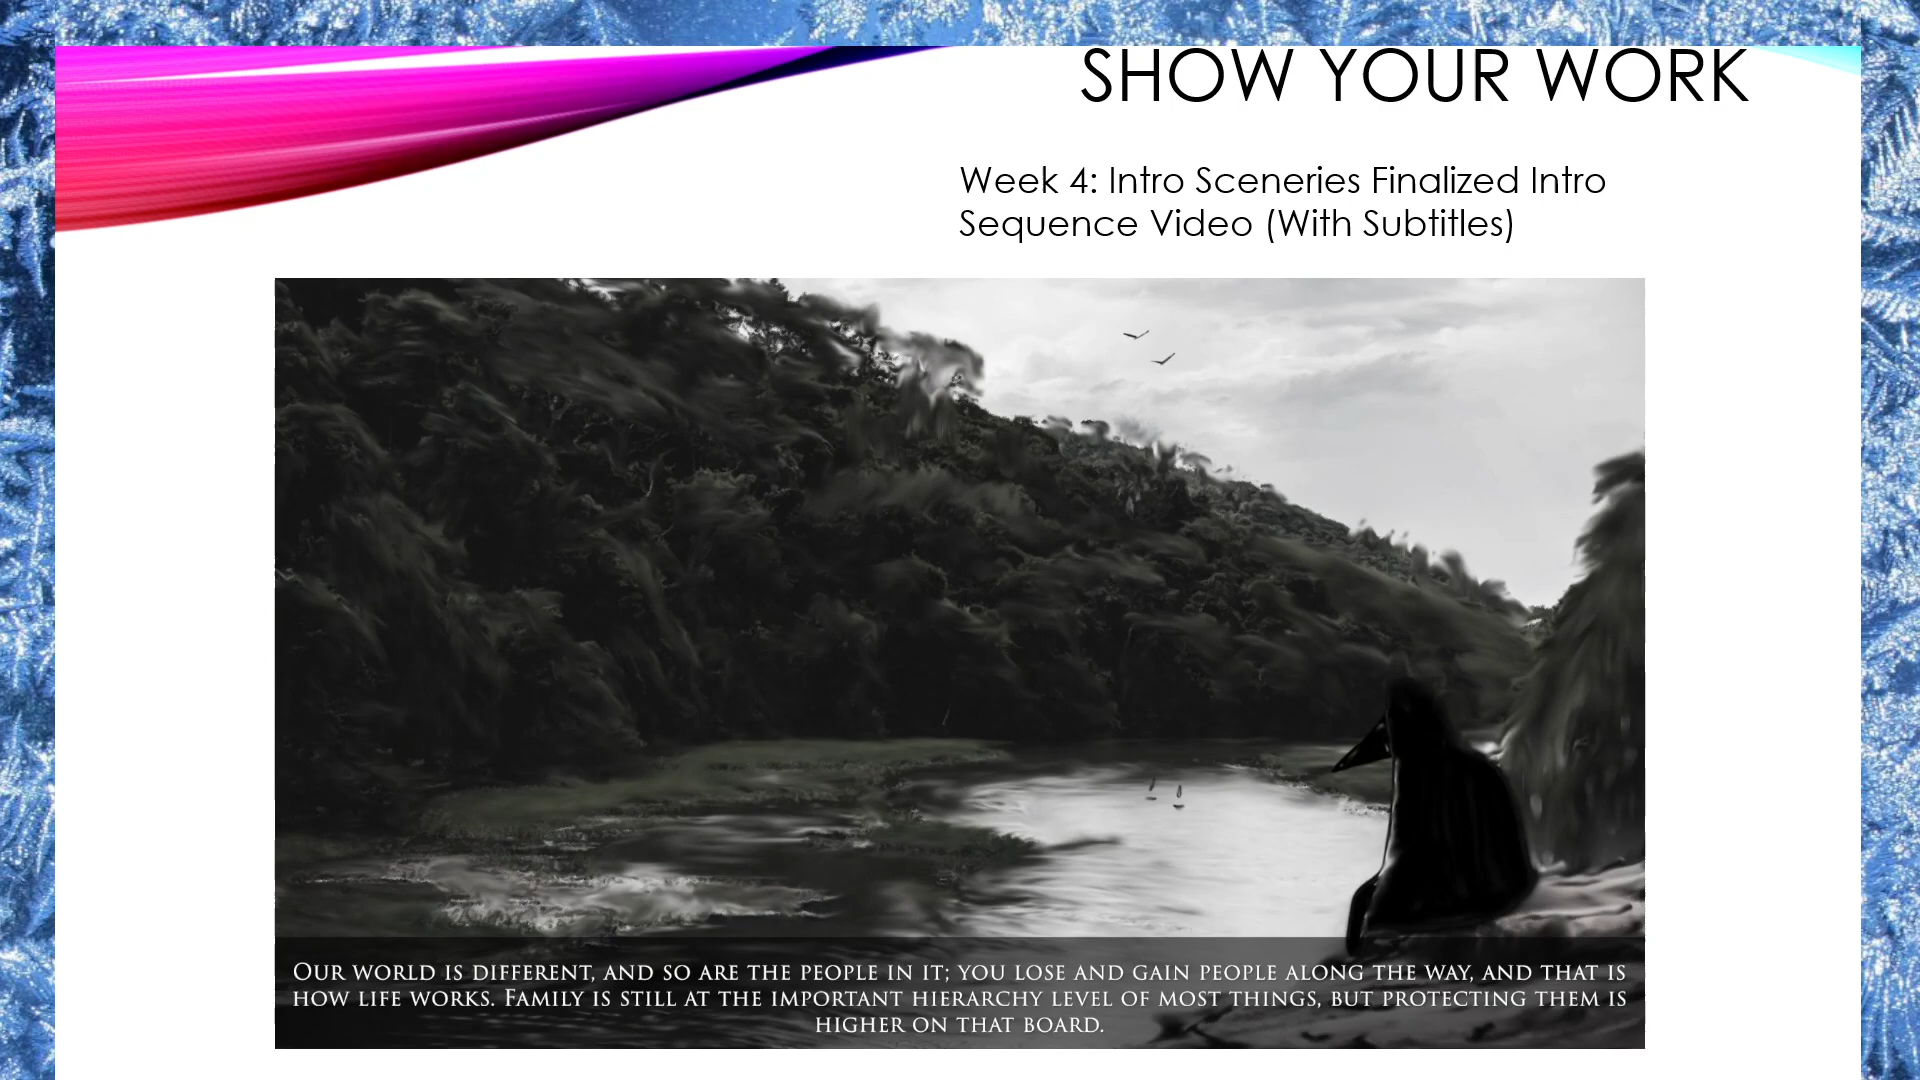 SHOW YOUR WORK
Week 4: Intro Sceneries Finalized Intro
Sequence Video (With Subtitles)
Our world is different, and so are the people in it; you lose and gain people along the way, and that is
how life works. Family is still at the important hierarchy level of most things, but protecting them is
higher on that board.